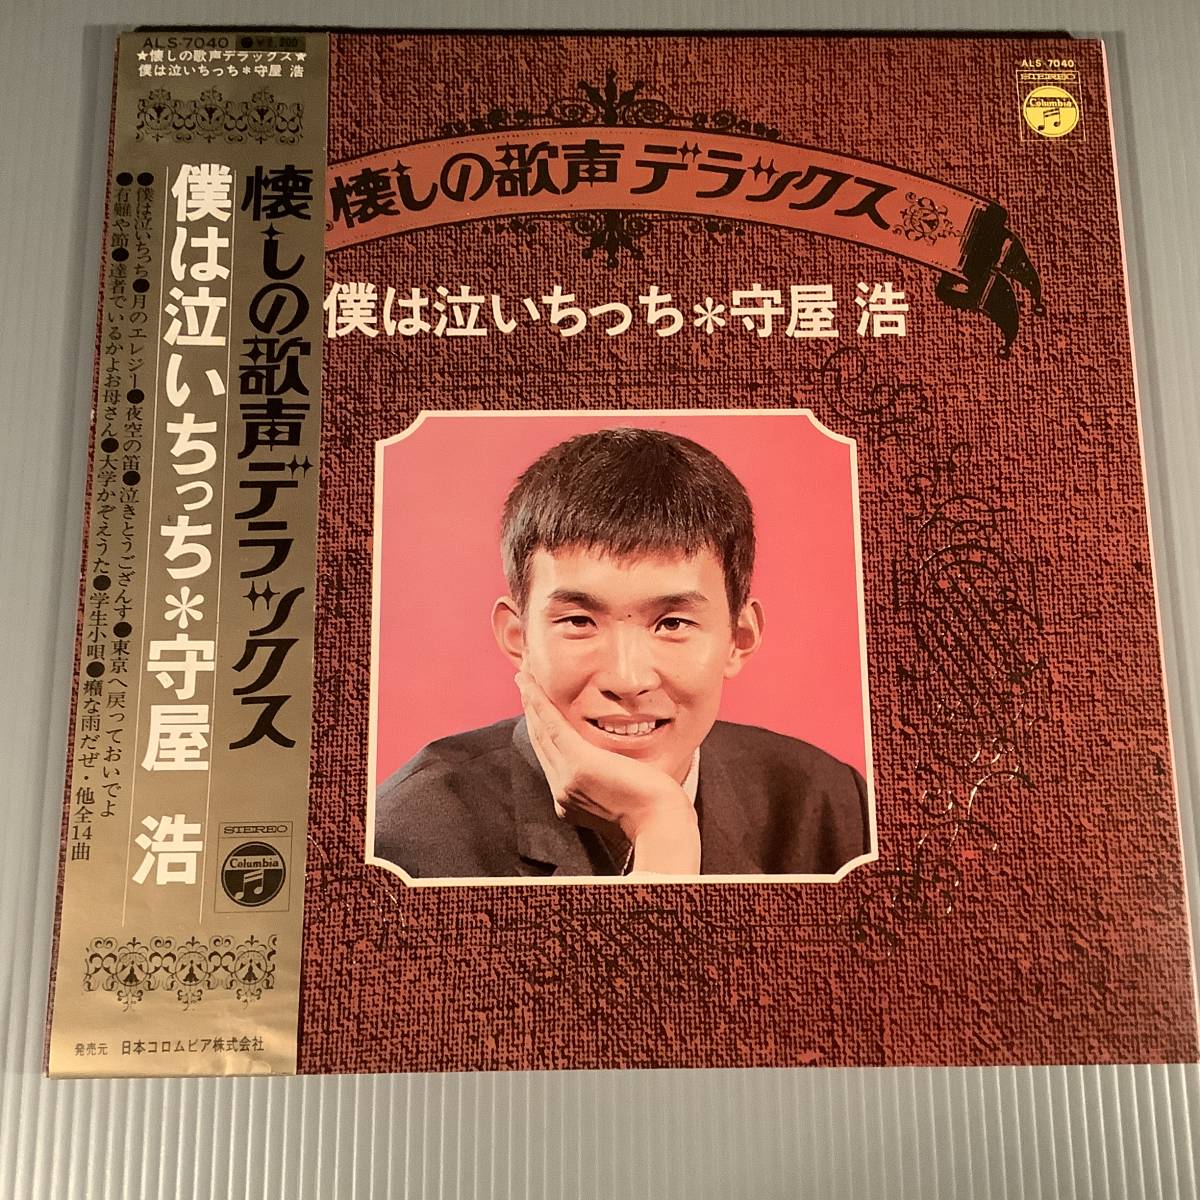 ALS-7040
★懐しの歌声デラックス★
僕は泣いちっち＊守屋 浩
懐しの歌声デラックス
僕は泣いちっち＊守屋 浩
●僕は泣いちっち●月のエレジー●夜空の笛●泣きとうござんす●東京へ戻っておいでよ
●有難や節●達者でいるかよお母さん●大学かぞえうた●学生小唄●癪な雨だぜ・他全14曲
STEREO
Columbia
発売元 日本コロムビア株式会社
ALS-7040
STEREO
Columbia
懐しの歌声デラックス
僕は泣いちっち＊守屋 浩